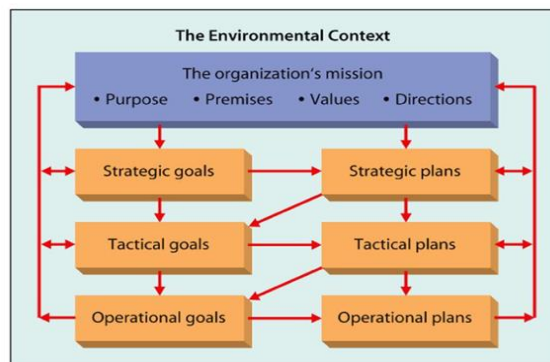 The Environmental Context
The organization's mission
• Purpose • Premises • Values • Directions
Strategic goals
Strategic plans
Tactical goals
Tactical plans
Operational goals
Operational plans